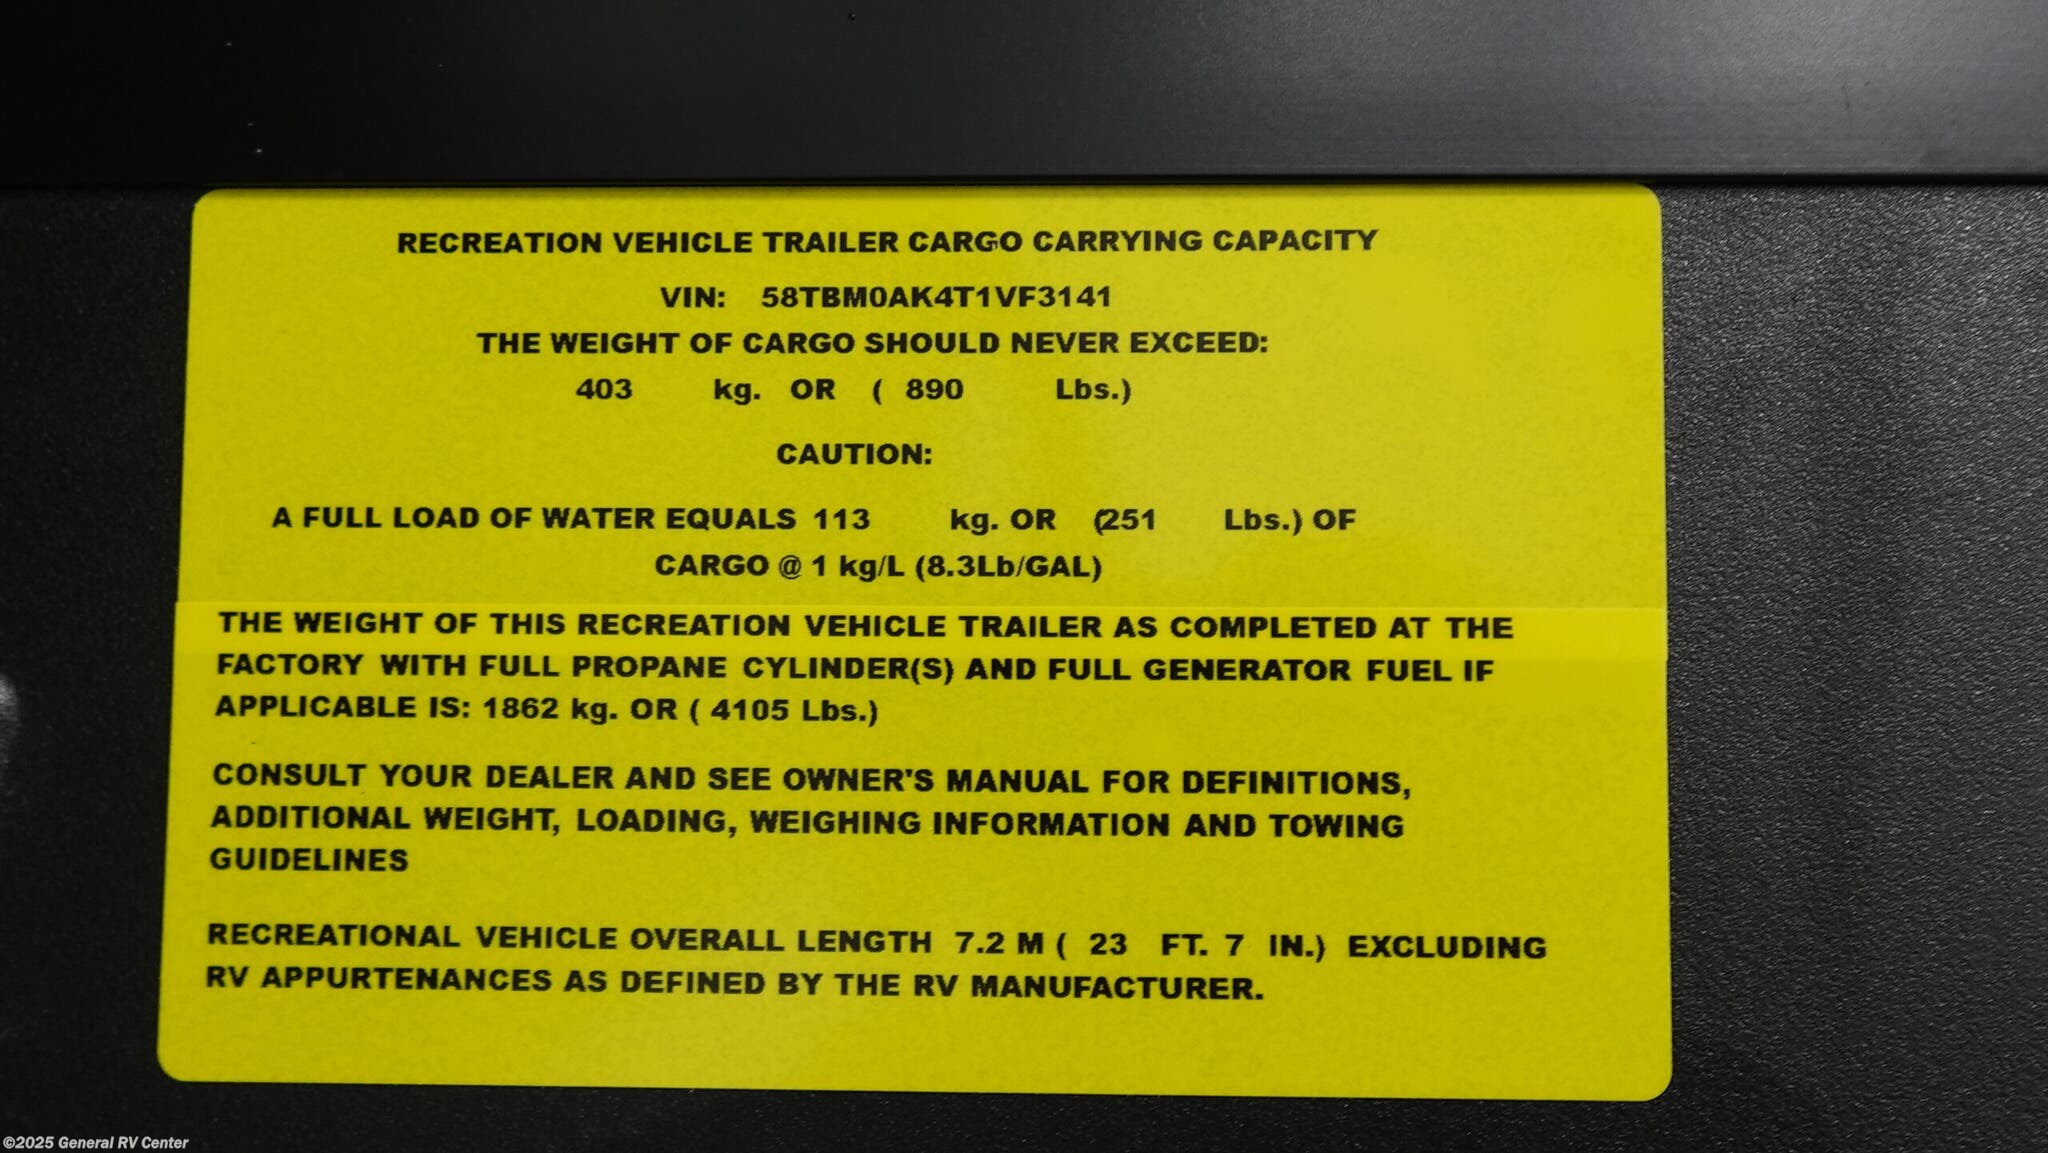 RECREATION VEHICLE TRAILER CARGO CARRYING CAPACITY
VIN: 58TBM0AK4T1VF3141
THE WEIGHT OF CARGO SHOULD NEVER EXCEED:
403 kg. OR ( 890 Lbs.)
CAUTION:
A FULL LOAD OF WATER EQUALS 113 kg. OR (251 Lbs.) OF
CARGO @ 1 kg/L (8.3Lb/GAL)
THE WEIGHT OF THIS RECREATION VEHICLE TRAILER AS COMPLETED AT THE
FACTORY WITH FULL PROPANE CYLINDER(S) AND FULL GENERATOR FUEL IF
APPLICABLE IS: 1862 kg. OR ( 4105 Lbs.)
CONSULT YOUR DEALER AND SEE OWNER'S MANUAL FOR DEFINITIONS,
ADDITIONAL WEIGHT, LOADING, WEIGHING INFORMATION AND TOWING
GUIDELINES
RECREATIONAL VEHICLE OVERALL LENGTH 7.2 M ( 23 FT. 7 IN.) EXCLUDING
RV APPURTENANCES AS DEFINED BY THE RV MANUFACTURER.
©2025 General RV Center